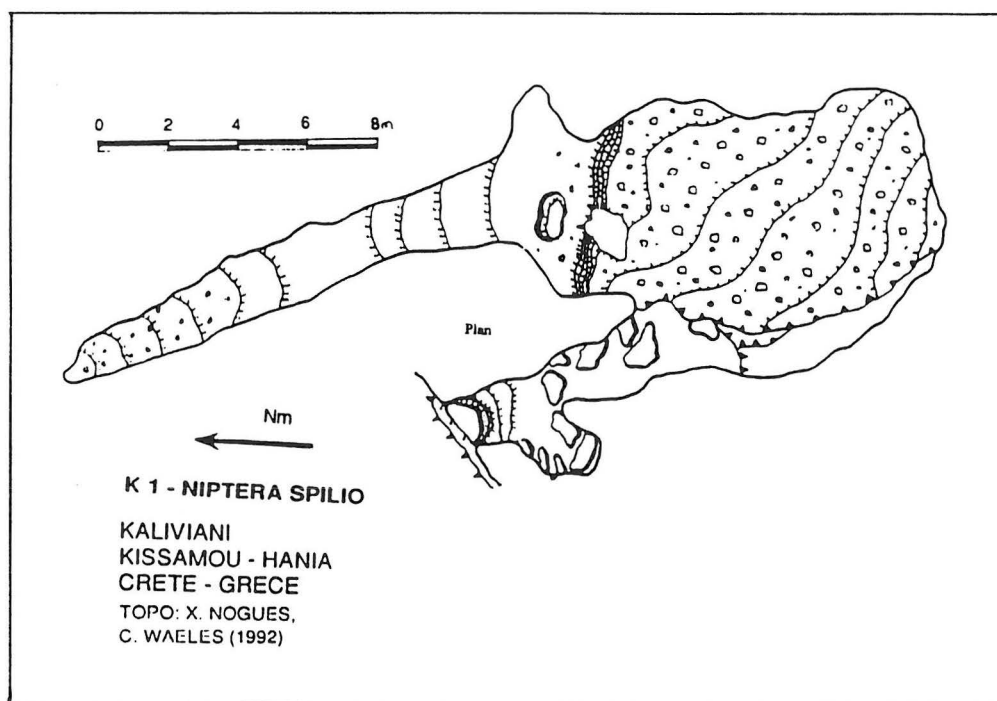 0 2 4 6 8m
Plan
Nm
K 1 - NIPTERA SPILIO
KALIVIANI
KISSAMOU - HANIA
CRETE - GRECE
TOPO: X. NOGUES,
C. WAELES (1992)